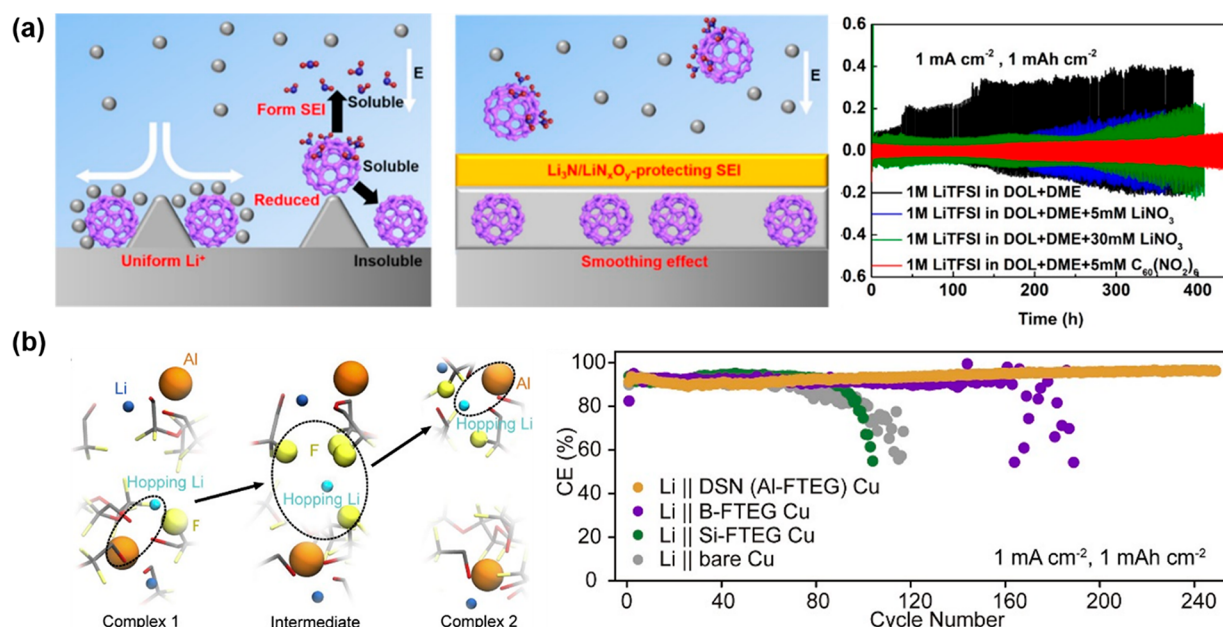 (a)
E
Form SEI
Soluble
Soluble
Reduced
Uniform Li⁺
Insoluble
E
Li₃N/LiNₓOᵧ-protecting SEI
Smoothing effect
0.6
0.4
0.2
0.0
0.2
0.4
0.6
1 mA cm⁻² , 1 mAh cm⁻²
1M LiTFSI in DOL+DME
1M LiTFSI in DOL+DME+5mM LiNO₃
1M LiTFSI in DOL+DME+30mM LiNO₃
1M LiTFSI in DOL+DME+5mM C₆₀(NO₂)₆
0 100 200 300 400
Time (h)
(b)
Al
Li
Hopping Li
F
Complex 1
F
Hopping Li
Intermediate
Al
Hopping Li
Complex 2
CE (%)
100
80
60
40
20
0
Li || DSN (Al-FTEG) Cu
Li || B-FTEG Cu
Li || Si-FTEG Cu
Li || bare Cu
1 mA cm⁻², 1 mAh cm⁻²
0 40 80 120 160 200 240
Cycle Number